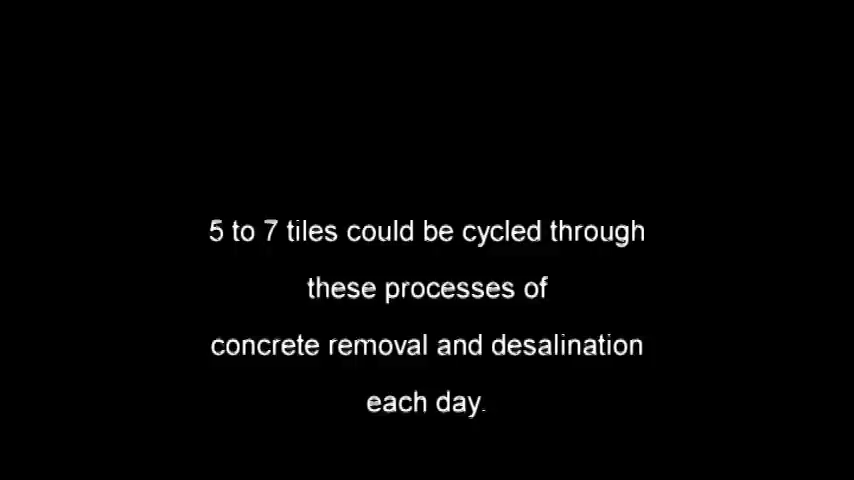 5 to 7 tiles could be cycled through
these processes of
concrete removal and desalination
each day.